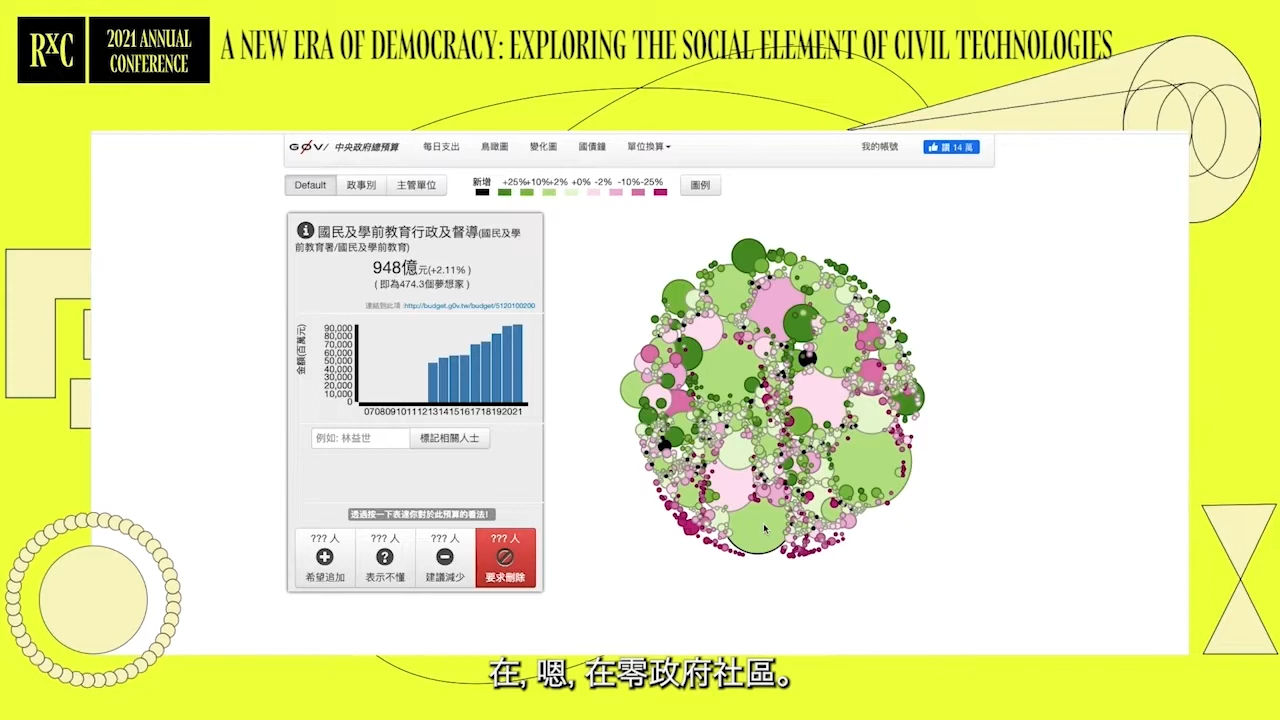 RxC
2021 ANNUAL
CONFERENCE
A NEW ERA OF DEMOCRACY: EXPLORING THE SOCIAL ELEMENT OF CIVIL TECHNOLOGIES
G0V/ 中央政府總預算
每日支出
鳥瞰圖
變化圖
國債鐘
單位換算
我的帳號
讚 14 萬
Default
政事別
主管單位
新增
+25%+10%+2% +0% -2% -10%-25%
圖例
國民及學前教育行政及督導(國民及學
前教育署/國民及學前教育)
948億元(+2.11% )
( 即為474.3個夢想家 )
連結到此項 :http://budget.g0v.tw/budget/5120100200
金額(百萬元)
90,000
80,000
70,000
60,000
50,000
40,000
30,000
20,000
10,000
0
070809101112131415161718192021
例如: 林益世
標記相關人士
透過按一下表達你對於此預算的看法!
??? 人
希望追加
??? 人
表示不懂
??? 人
建議減少
??? 人
要求刪除
在, 嗯, 在零政府社區。